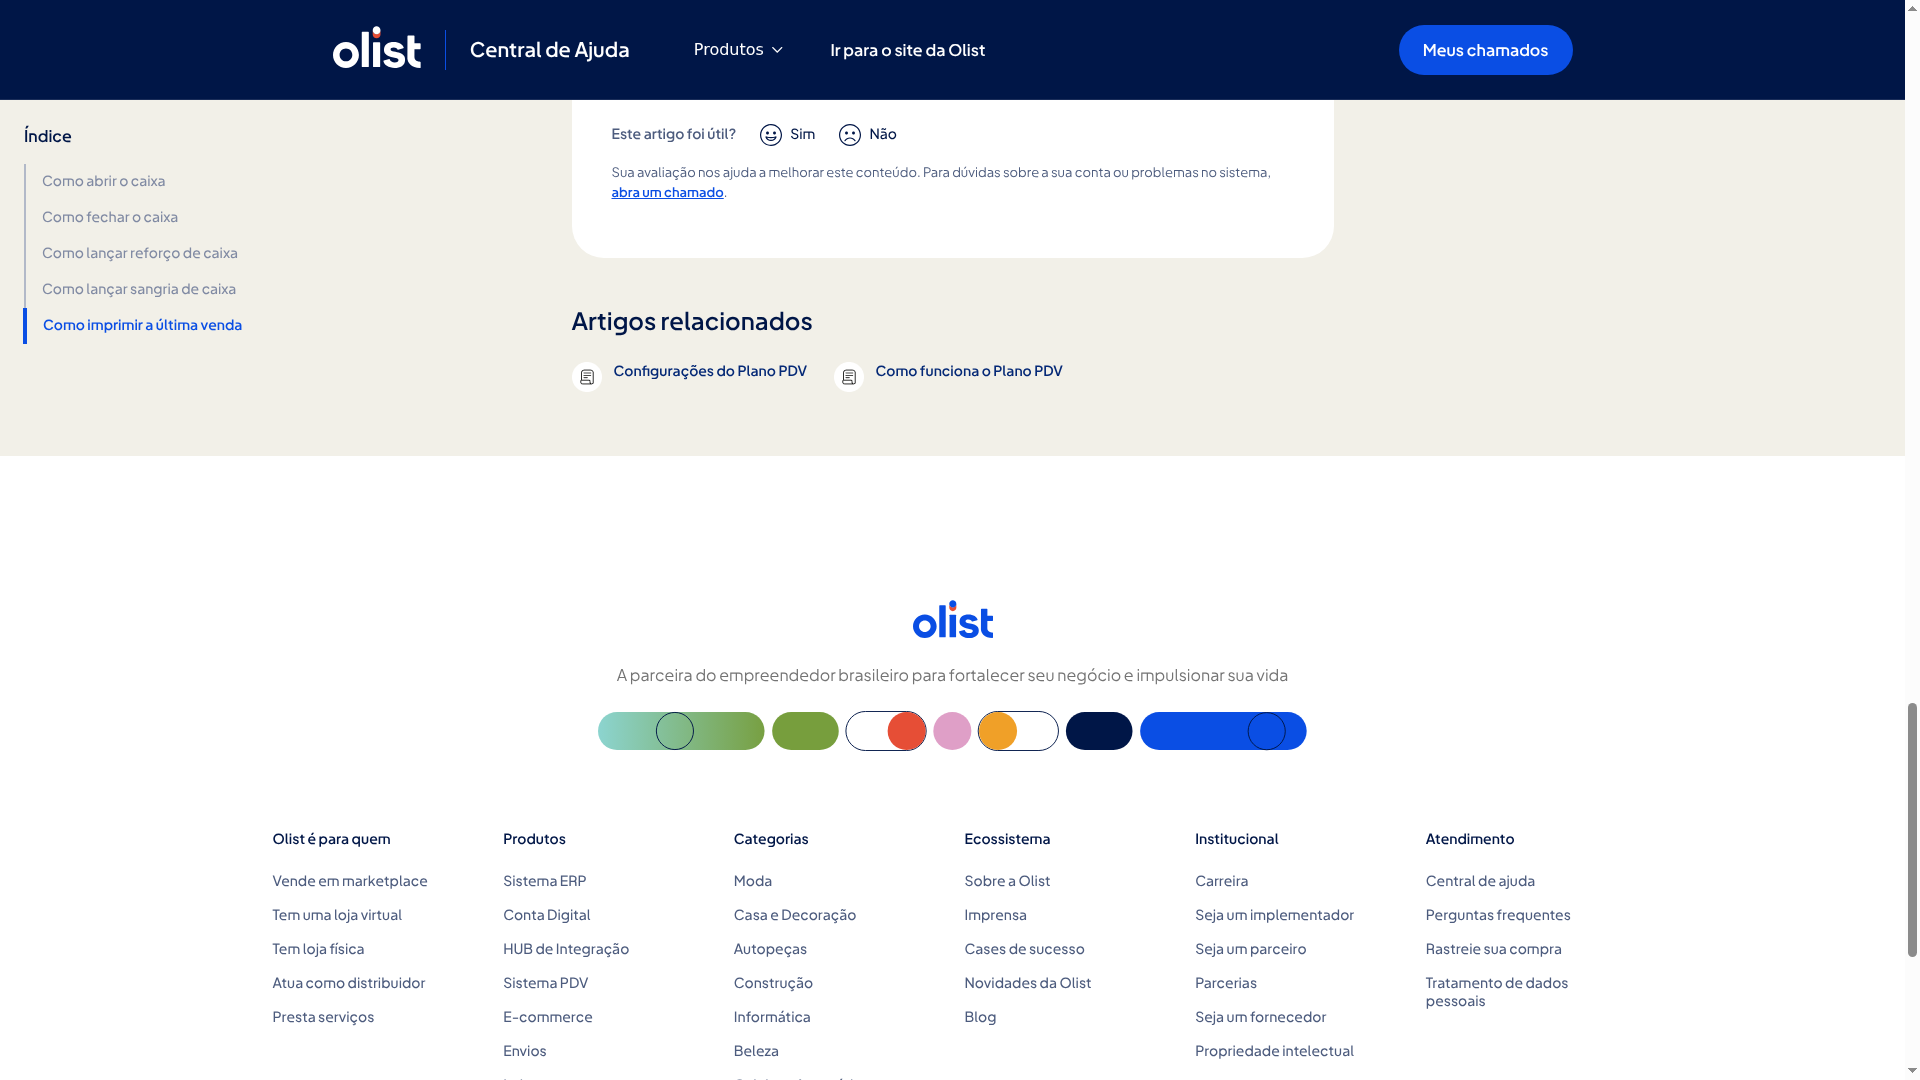 olist
Central de Ajuda
Produtos
Ir para o site da Olist
Meus chamados
Índice
Como abrir o caixa
Como fechar o caixa
Como lançar reforço de caixa
Como lançar sangria de caixa
Como imprimir a última venda
Este artigo foi útil?
Sim
Não
Sua avaliação nos ajuda a melhorar este conteúdo. Para dúvidas sobre a sua conta ou problemas no sistema,
abra um chamado.
Artigos relacionados
Configurações do Plano PDV
Como funciona o Plano PDV
olist
A parceira do empreendedor brasileiro para fortalecer seu negócio e impulsionar sua vida
Olist é para quem
Vende em marketplace
Tem uma loja virtual
Tem loja física
Atua como distribuidor
Presta serviços
Produtos
Sistema ERP
Conta Digital
HUB de Integração
Sistema PDV
E-commerce
Envios
Categorias
Moda
Casa e Decoração
Autopeças
Construção
Informática
Beleza
Ecossistema
Sobre a Olist
Imprensa
Cases de sucesso
Novidades da Olist
Blog
Institucional
Carreira
Seja um implementador
Seja um parceiro
Parcerias
Seja um fornecedor
Propriedade intelectual
Atendimento
Central de ajuda
Perguntas frequentes
Rastreie sua compra
Tratamento de dados
pessoais